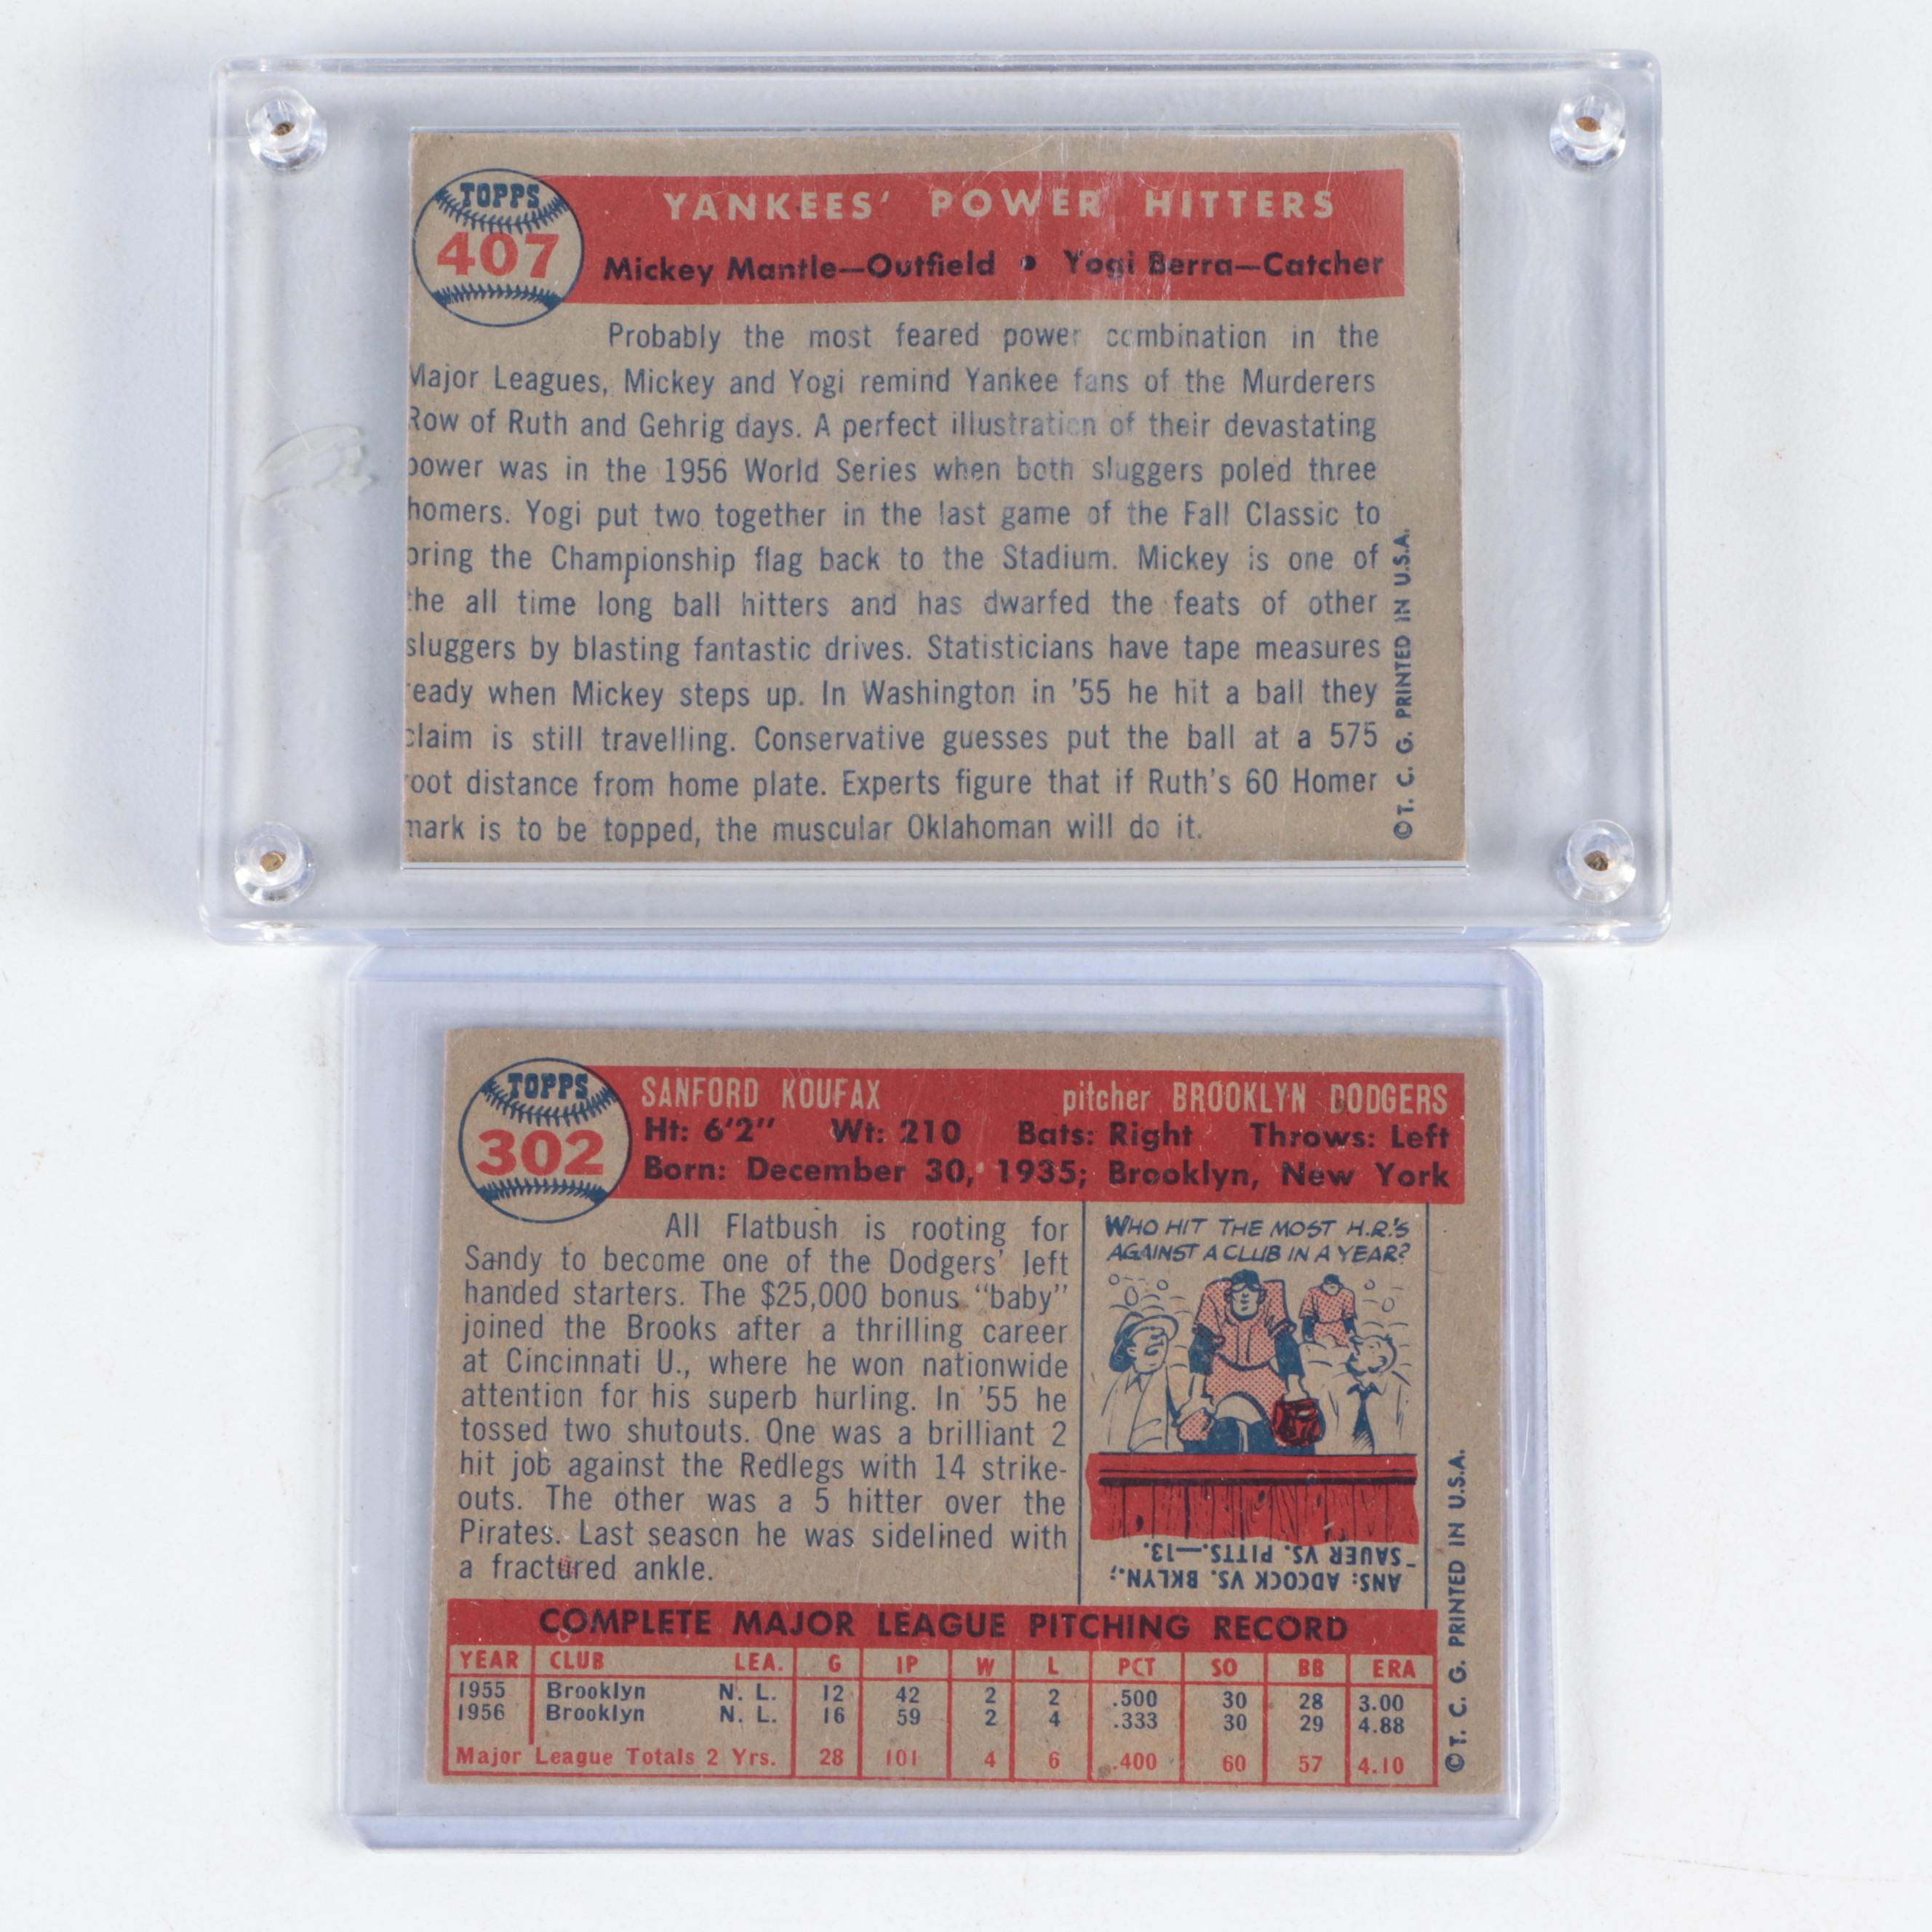 TOPPS
407
YANKEES' POWER HITTERS
Mickey Mantle—Outfield • Yogi Berra—Catcher
Probably the most feared power combination in the
Major Leagues, Mickey and Yogi remind Yankee fans of the Murderers
Row of Ruth and Gehrig days. A perfect illustration of their devastating
power was in the 1956 World Series when both sluggers poled three
homers. Yogi put two together in the last game of the Fall Classic to
bring the Championship flag back to the Stadium. Mickey is one of
the all time long ball hitters and has dwarfed the feats of other
sluggers by blasting fantastic drives. Statisticians have tape measures
ready when Mickey steps up. In Washington in '55 he hit a ball they
claim is still travelling. Conservative guesses put the ball at a 575
foot distance from home plate. Experts figure that if Ruth's 60 Homer
mark is to be topped, the muscular Oklahoman will do it.
© T. C. G. PRINTED IN U.S.A.
TOPPS
302
SANFORD KOUFAX pitcher BROOKLYN DODGERS
Ht: 6'2" Wt: 210 Bats: Right Throws: Left
Born: December 30, 1935; Brooklyn, New York
All Flatbush is rooting for
Sandy to become one of the Dodgers' left
handed starters. The $25,000 bonus "baby"
joined the Brooks after a thrilling career
at Cincinnati U., where he won nationwide
attention for his superb hurling. In '55 he
tossed two shutouts. One was a brilliant 2
hit job against the Redlegs with 14 strike-
outs. The other was a 5 hitter over the
Pirates. Last season he was sidelined with
a fractured ankle.
WHO HIT THE MOST H.R.'S
AGAINST A CLUB IN A YEAR?
ANS: ADCOCK VS. BKLYN.;
SAUER VS. PITTS.—13.
COMPLETE MAJOR LEAGUE PITCHING RECORD
YEAR CLUB LEA. G IP W L PCT SO BB ERA
1955 Brooklyn N. L. 12 42 2 2 .500 30 28 3.00
1956 Brooklyn N. L. 16 59 2 4 .333 30 29 4.88
Major League Totals 2 Yrs. 28 101 4 6 .400 60 57 4.10
© T. C. G. PRINTED IN U.S.A.